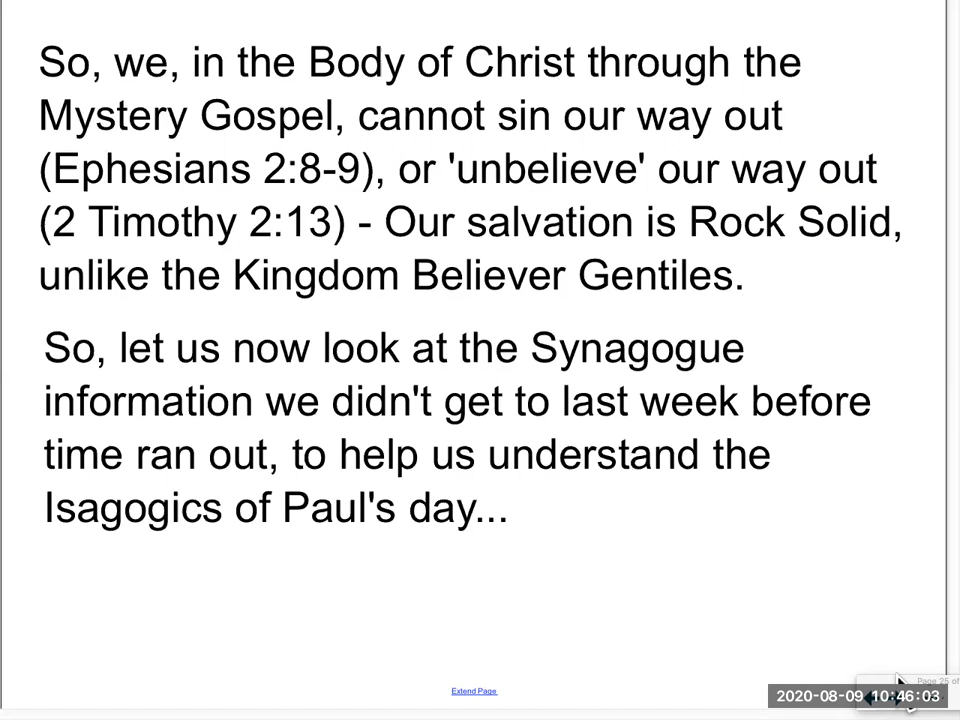 So, we, in the Body of Christ through the
Mystery Gospel, cannot sin our way out
(Ephesians 2:8-9), or 'unbelieve' our way out
(2 Timothy 2:13) - Our salvation is Rock Solid,
unlike the Kingdom Believer Gentiles.
So, let us now look at the Synagogue
information we didn't get to last week before
time ran out, to help us understand the
Isagogics of Paul's day...
Page 25 of
Extend Page
2020-08-09 10:46:03